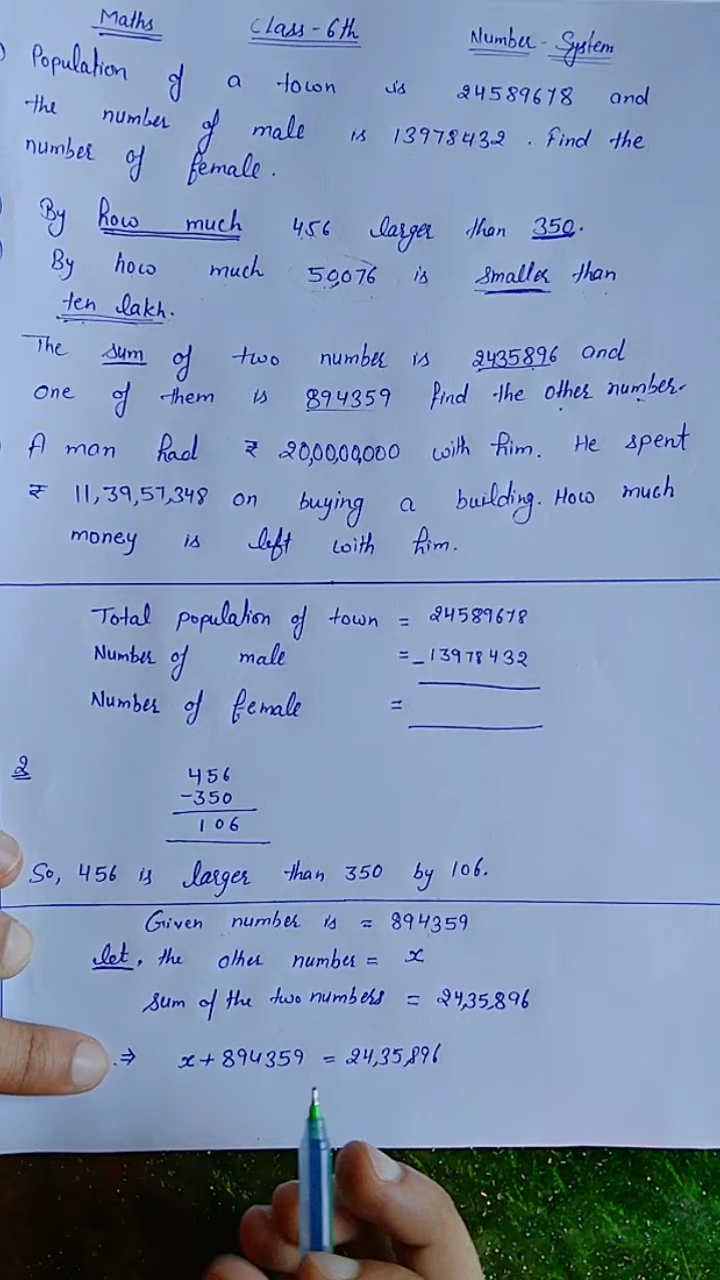 Maths Class-6th Number-System
Population of a town is 24589678 and
the number of male is 13978432. Find the
number of female.
By how much 456 larger than 350.
By how much 50,076 is smaller than
ten lakh.
The sum of two number is 2435896 and
one of them is 894359 find the other number.
A man had ₹ 20,00,00,000 with him. He spent
₹ 11,39,57,348 on buying a building. How much
money is left with him.
Total population of town = 24589678
Number of male = -13978432
Number of female =
2
456
-350
106
So, 456 is larger than 350 by 106.
Given number is = 894359
let, the other number = x
Sum of the two numbers = 24,35,896
⇒ x + 894359 = 24,35,896